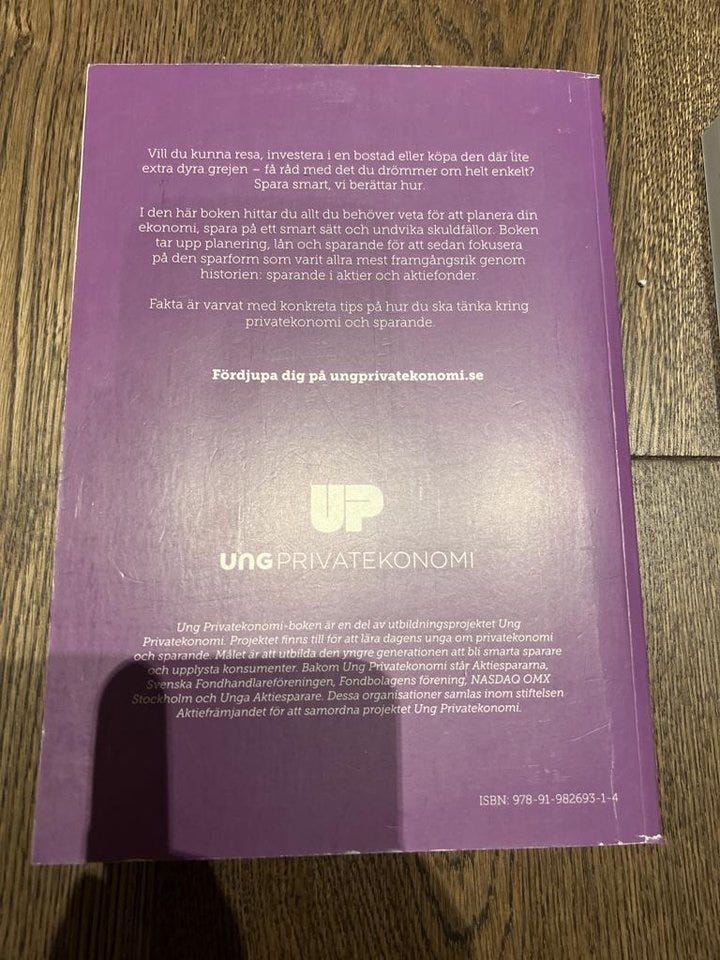 Vill du kunna resa, investera i en bostad eller köpa den där lite
extra dyra grejen – få råd med det du drömmer om helt enkelt?
Spara smart, vi berättar hur.
I den här boken hittar du allt du behöver veta för att planera din
ekonomi, spara på ett smart sätt och undvika skuldfällor. Boken
tar upp planering, lån och sparande för att sedan fokusera
på den sparform som varit allra mest framgångsrik genom
historien: sparande i aktier och aktiefonder.
Fakta är varvat med konkreta tips på hur du ska tänka kring
privatekonomi och sparande.
Fördjupa dig på ungprivatekonomi.se
UP
UNG PRIVATEKONOMI
Ung Privatekonomi-boken är en del av utbildningsprojektet Ung
Privatekonomi. Projektet finns till för att lära dagens unga om privatekonomi
och sparande. Målet är att utbilda den yngre generationen att bli smarta sparare
och upplysta konsumenter. Bakom Ung Privatekonomi står Aktiespararna,
Svenska Fondhandlareföreningen, Fondbolagens förening, NASDAQ OMX
Stockholm och Unga Aktiesparare. Dessa organisationer samlas inom stiftelsen
Aktiefrämjandet för att samordna projektet Ung Privatekonomi.
ISBN: 978-91-982693-1-4